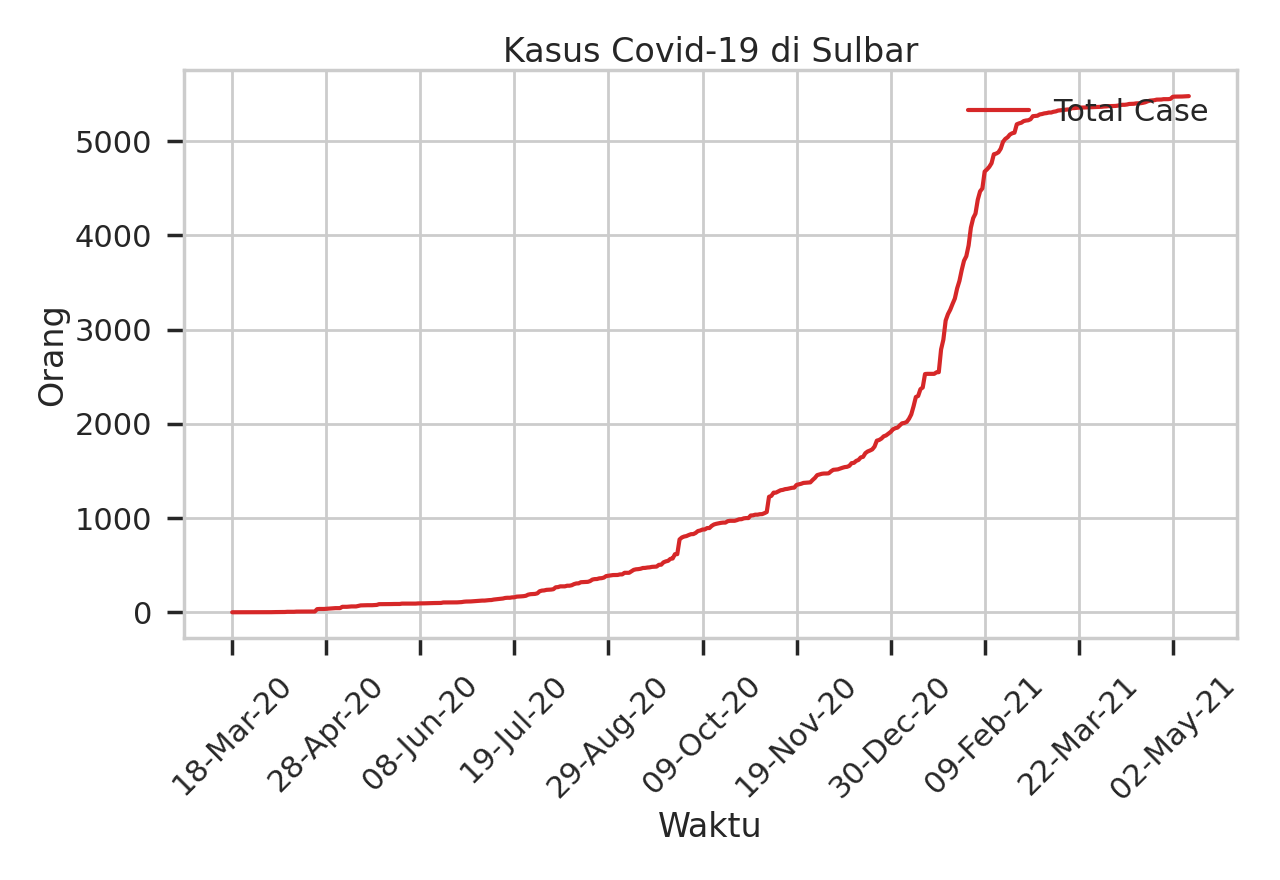 Kasus Covid-19 di Sulbar
Total Case
5000
4000
3000
2000
1000
0
Orang
18-Mar-20
28-Apr-20
08-Jun-20
19-Jul-20
29-Aug-20
09-Oct-20
19-Nov-20
30-Dec-20
09-Feb-21
22-Mar-21
02-May-21
Waktu